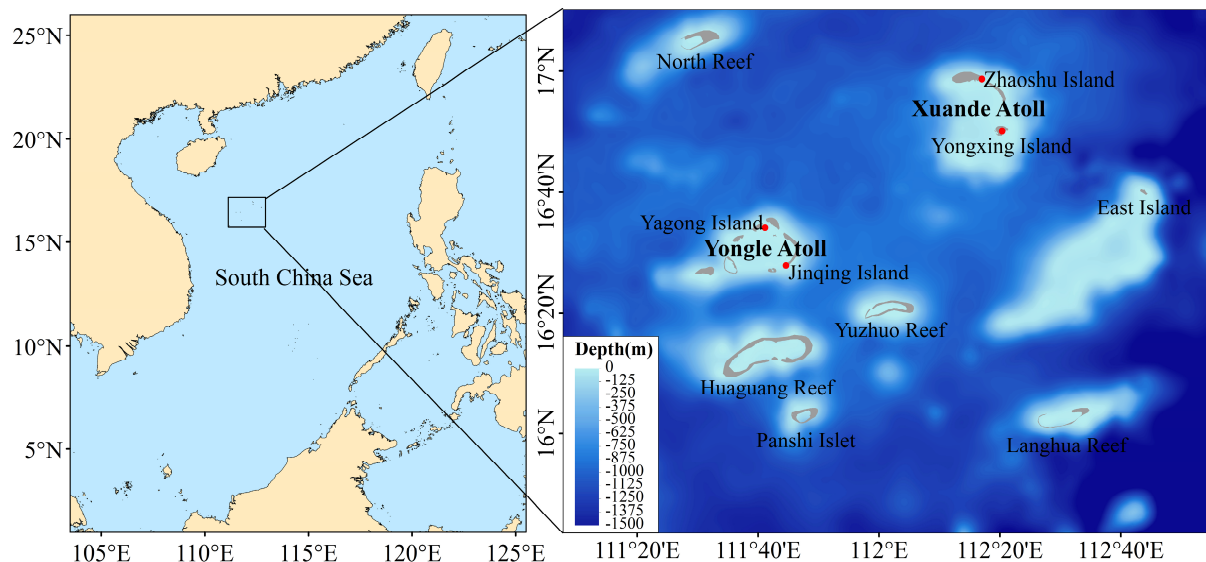 25°N
20°N
15°N
10°N
5°N
105°E
110°E
115°E
120°E
125°E
South China Sea
17°N
16°40'N
16°20'N
16°N
111°20'E
111°40'E
112°E
112°20'E
112°40'E
North Reef
Zhaoshu Island
Xuande Atoll
Yongxing Island
East Island
Yagong Island
Yongle Atoll
Jinqing Island
Yuzhuo Reef
Huaguang Reef
Panshi Islet
Langhua Reef
Depth(m)
0
-125
-250
-375
-500
-625
-750
-875
-1000
-1125
-1250
-1375
-1500